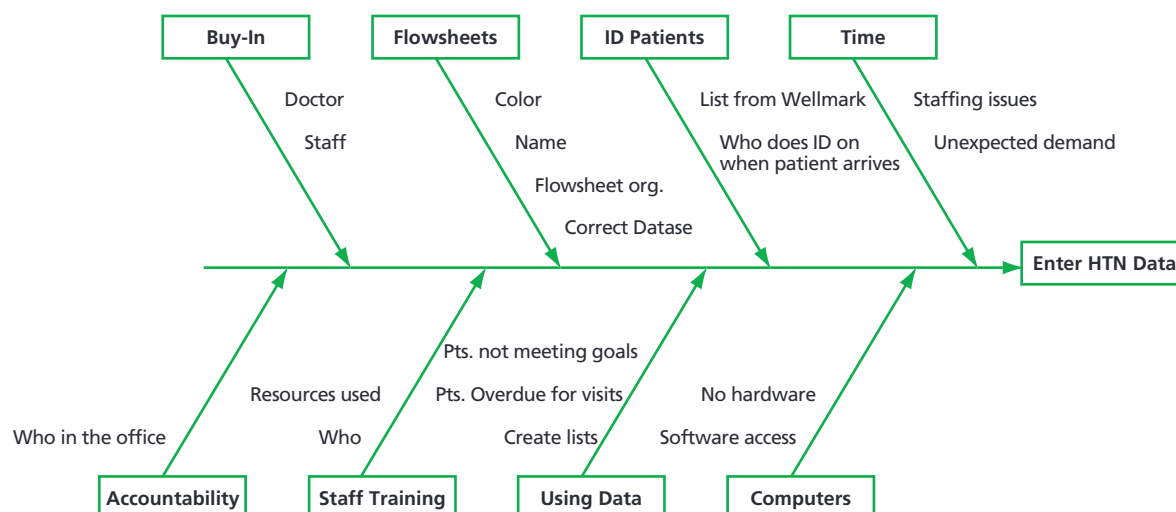 Buy-In
Flowsheets
ID Patients
Time
Doctor
Staff
Color
Name
Flowsheet org.
Correct Datase
List from Wellmark
Who does ID on
when patient arrives
Staffing issues
Unexpected demand
Enter HTN Data
Who in the office
Resources used
Who
Pts. not meeting goals
Pts. Overdue for visits
Create lists
No hardware
Software access
Accountability
Staff Training
Using Data
Computers